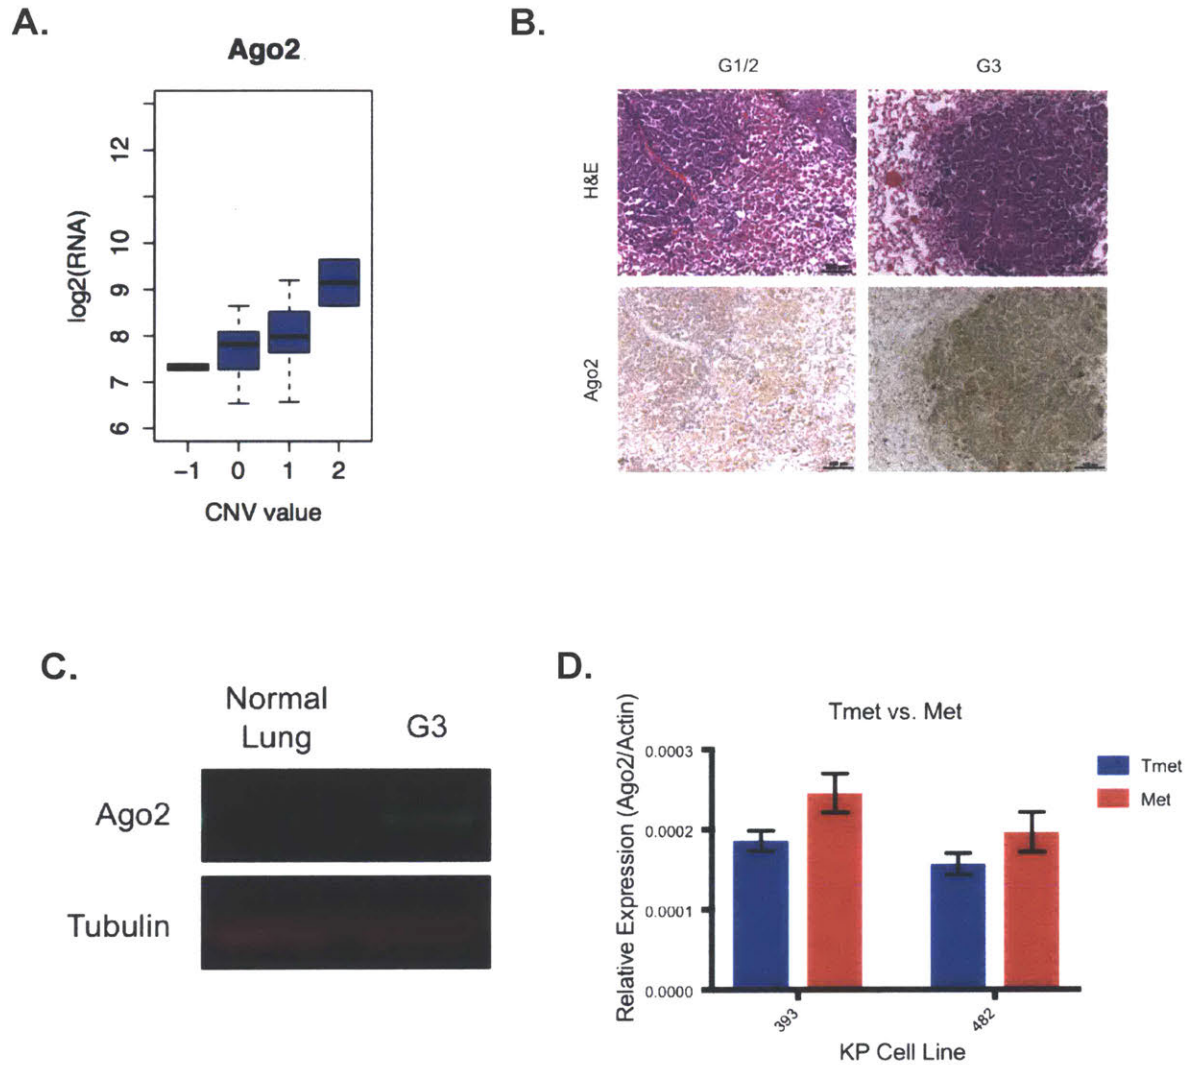 A.
Ago2
log2(RNA)
12
10
9
8
7
6
−1 0 1 2
CNV value
B.
G1/2 G3
H&E
Ago2
C.
Normal
Lung
G3
Ago2
Tubulin
D.
Tmet vs. Met
Relative Expression (Ago2/Actin)
0.0003
0.0002
0.0001
0.0000
393 482
KP Cell Line
Tmet
Met